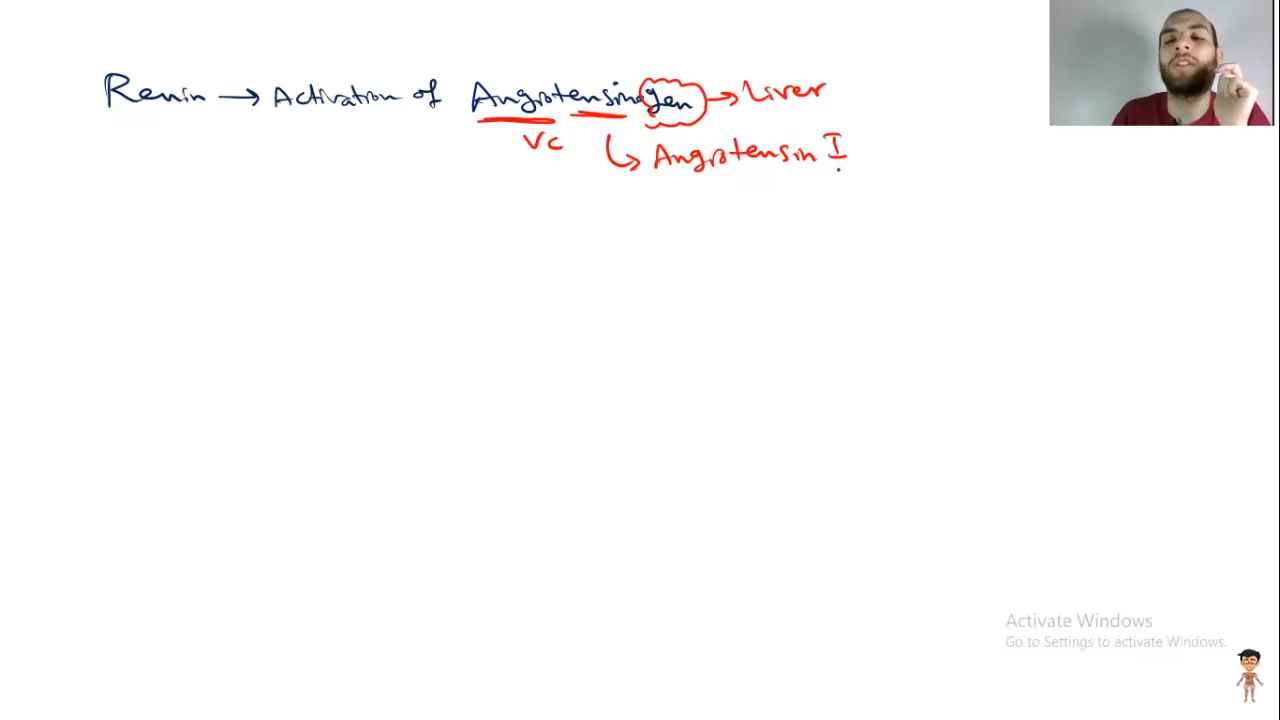 Renin → Activation of Angiotensinogen → Liver
VC ↳ Angiotensin I
Activate Windows
Go to Settings to activate Windows.